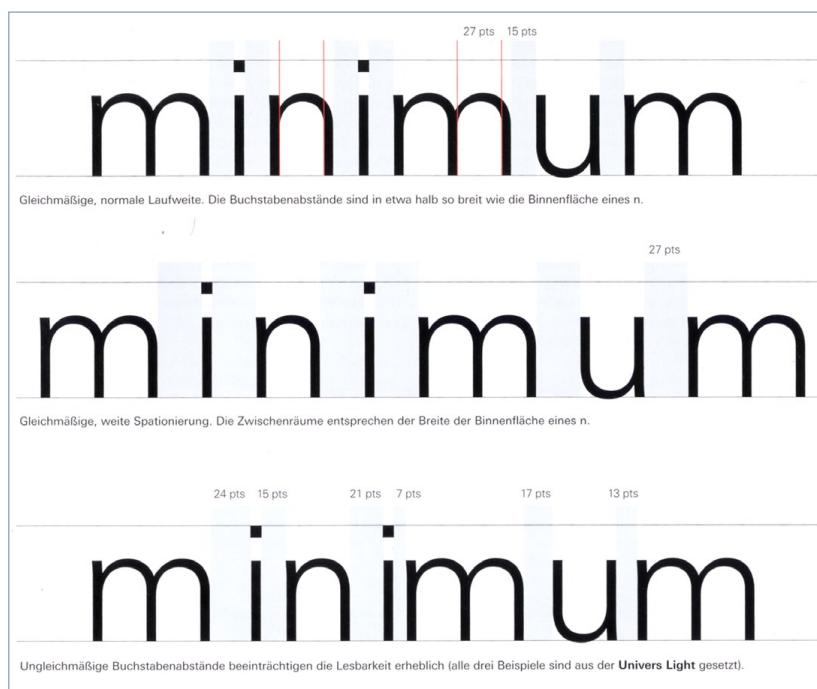 27 pts 15 pts
minimum
Gleichmäßige, normale Laufweite. Die Buchstabenabstände sind in etwa halb so breit wie die Binnenfläche eines n.
27 pts
minimum
Gleichmäßige, weite Spationierung. Die Zwischenräume entsprechen der Breite der Binnenfläche eines n.
24 pts 15 pts 21 pts 7 pts 17 pts 13 pts
minimum
Ungleichmäßige Buchstabenabstände beeinträchtigen die Lesbarkeit erheblich (alle drei Beispiele sind aus der Univers Light gesetzt).